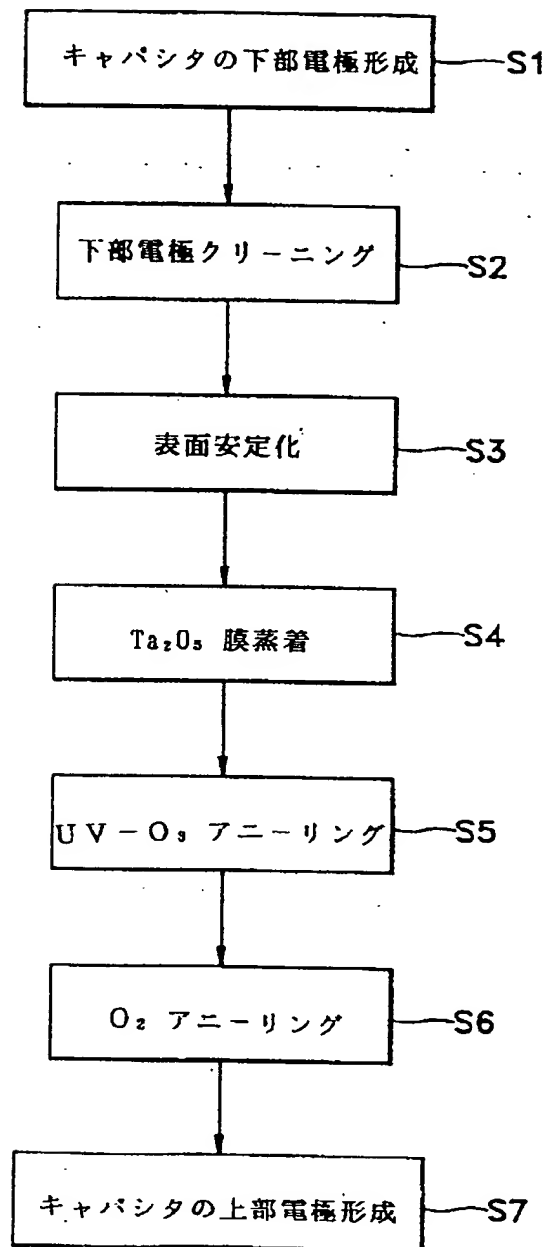 キャパシタの下部電極形成 S1
下部電極クリーニング S2
表面安定化 S3
Ta₂O₅ 膜蒸着 S4
UV-O₃ アニーリング S5
O₂ アニーリング S6
キャパシタの上部電極形成 S7